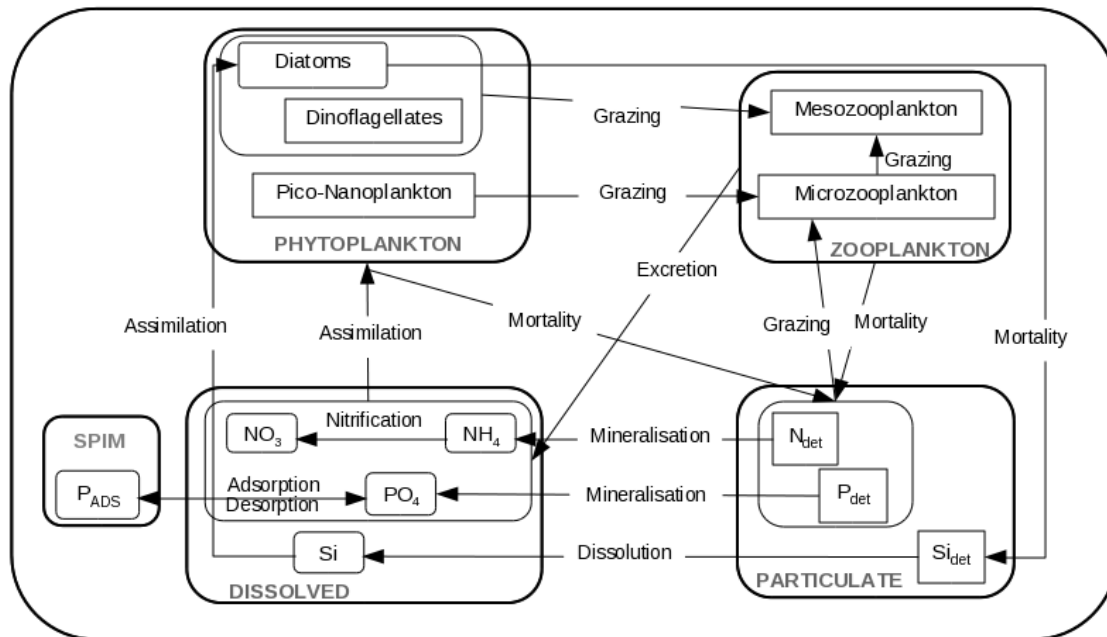 Diatoms
Dinoflagellates
Grazing
Mesozooplankton
Grazing
Pico-Nanoplankton
Grazing
Microzooplankton
PHYTOPLANKTON
ZOOPLANKTON
Excretion
Assimilation
Assimilation
Mortality
Grazing
Mortality
Mortality
SPIM
NO3
Nitrification
NH4
Mineralisation
Ndet
PADS
Adsorption
Desorption
PO4
Mineralisation
Pdet
Si
Dissolution
Sidet
DISSOLVED
PARTICULATE